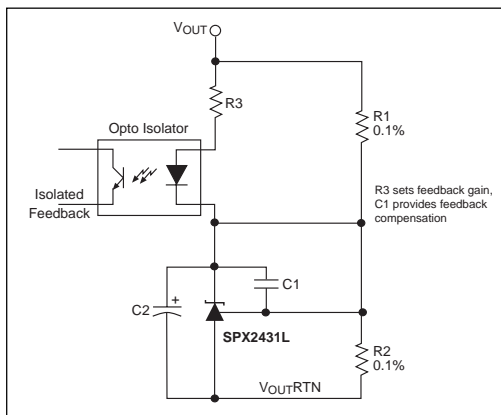 VOUT
R3
R1
0.1%
Opto Isolator
Isolated
Feedback
R3 sets feedback gain,
C1 provides feedback
compensation
C1
C2
+
SPX2431L
R2
0.1%
VOUTRTN